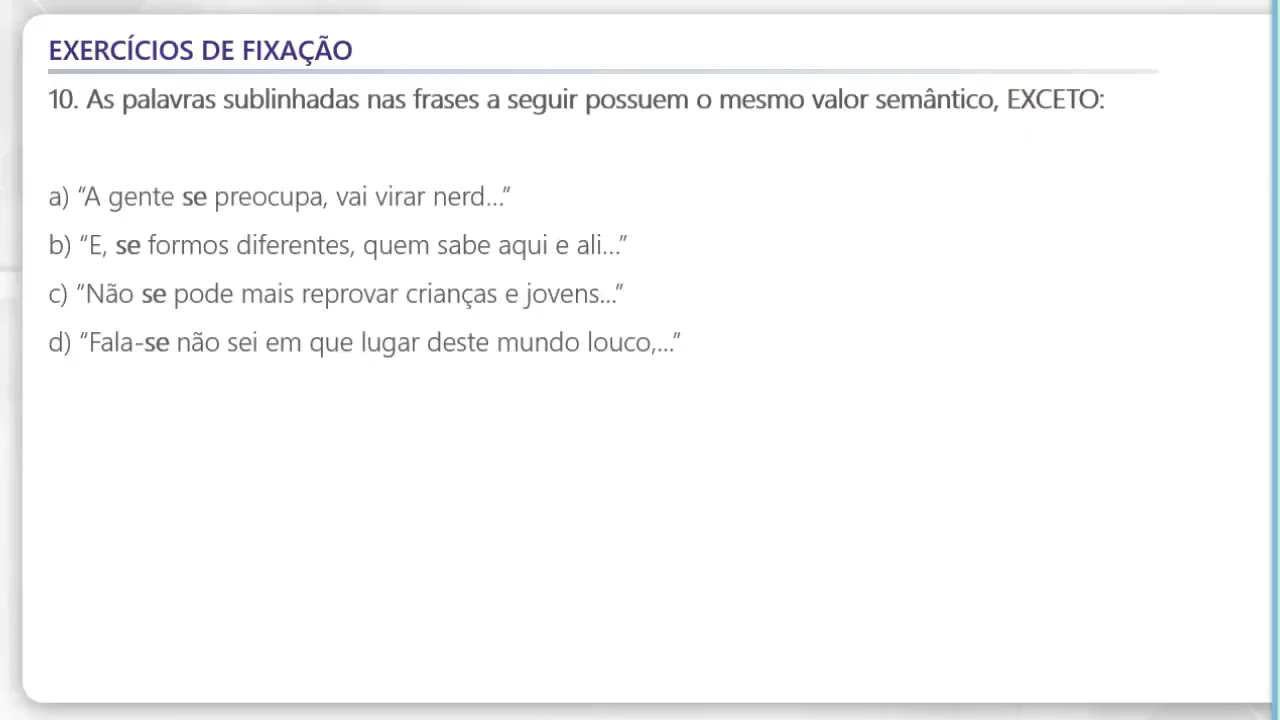 EXERCÍCIOS DE FIXAÇÃO
10. As palavras sublinhadas nas frases a seguir possuem o mesmo valor semântico, EXCETO:
a) “A gente se preocupa, vai virar nerd...”
b) “E, se formos diferentes, quem sabe aqui e ali...”
c) “Não se pode mais reprovar crianças e jovens...”
d) “Fala-se não sei em que lugar deste mundo louco,...”